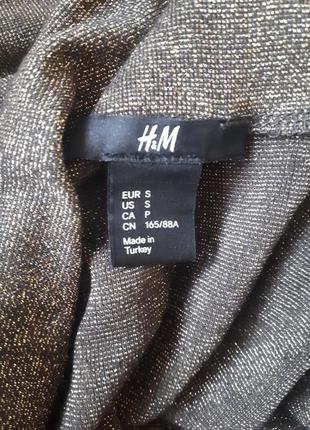 H&M
EUR S
US S
CA P
CN 165/88A
Made in
Turkey